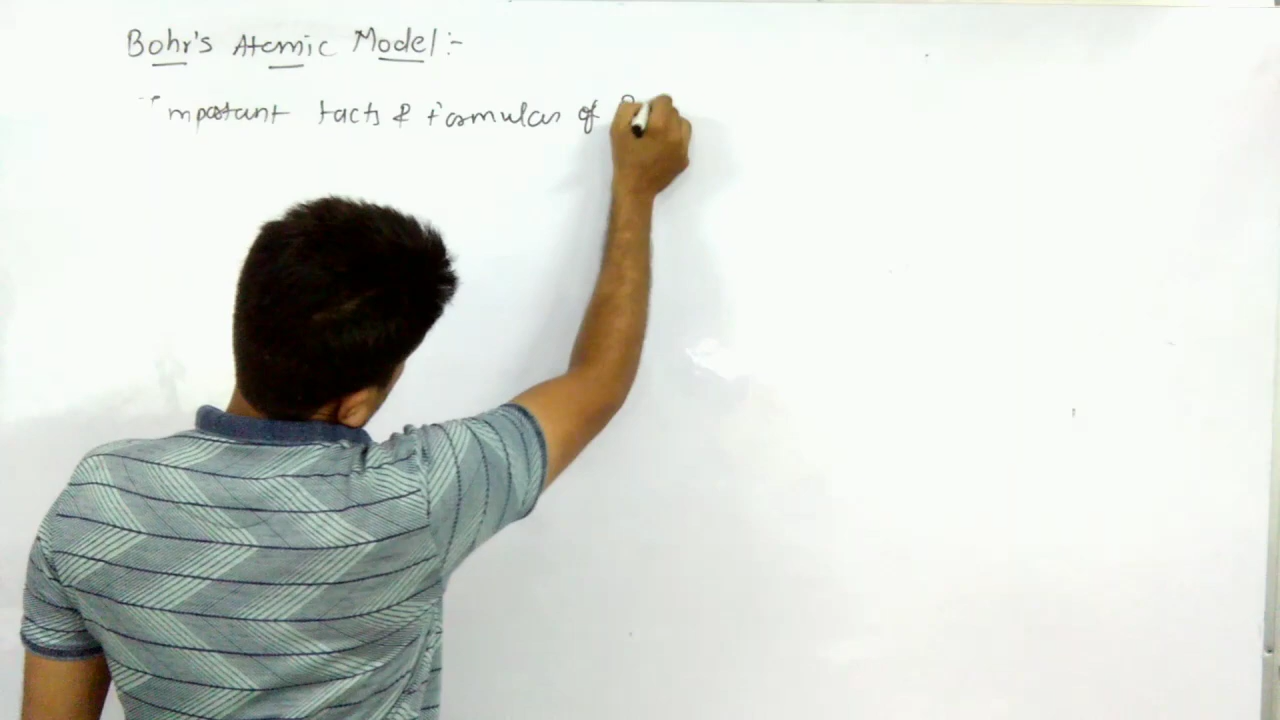 Bohr's Atomic Model :-
Important facts & formulas of